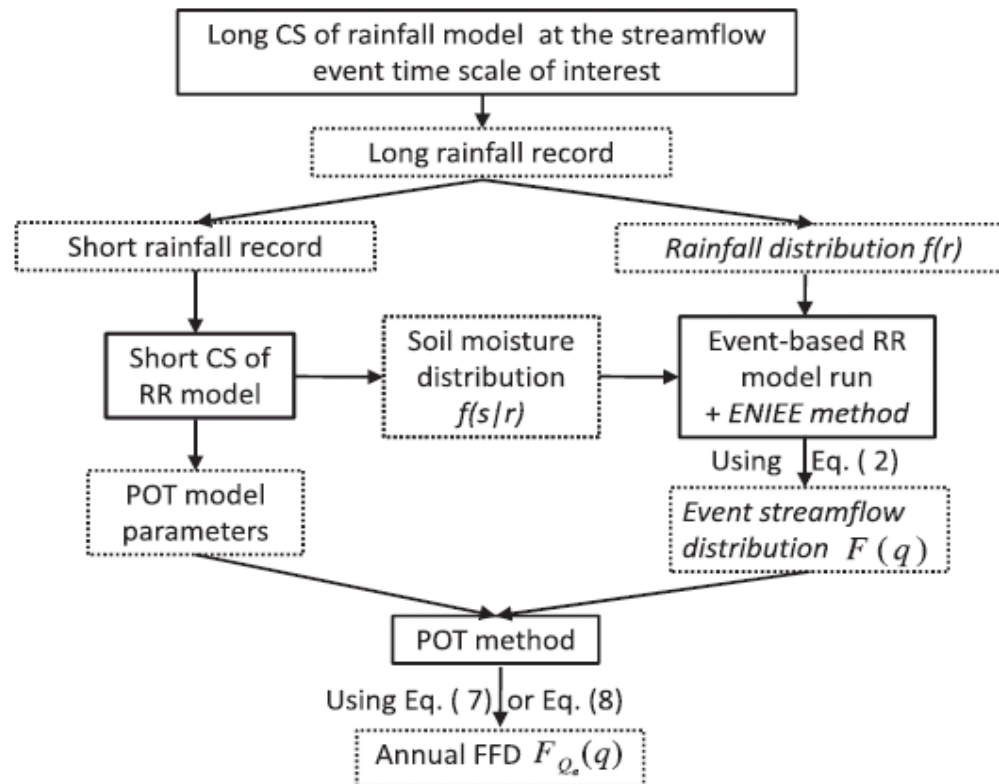 Long CS of rainfall model at the streamflow
event time scale of interest
Long rainfall record
Short rainfall record
Rainfall distribution f(r)
Short CS of
RR model
Soil moisture
distribution
f(s|r)
Event-based RR
model run
+ ENIEE method
Using Eq. ( 2)
POT model
parameters
Event streamflow
distribution F(q)
POT method
Using Eq. ( 7) or Eq. (8)
Annual FFD F_{Q_a}(q)